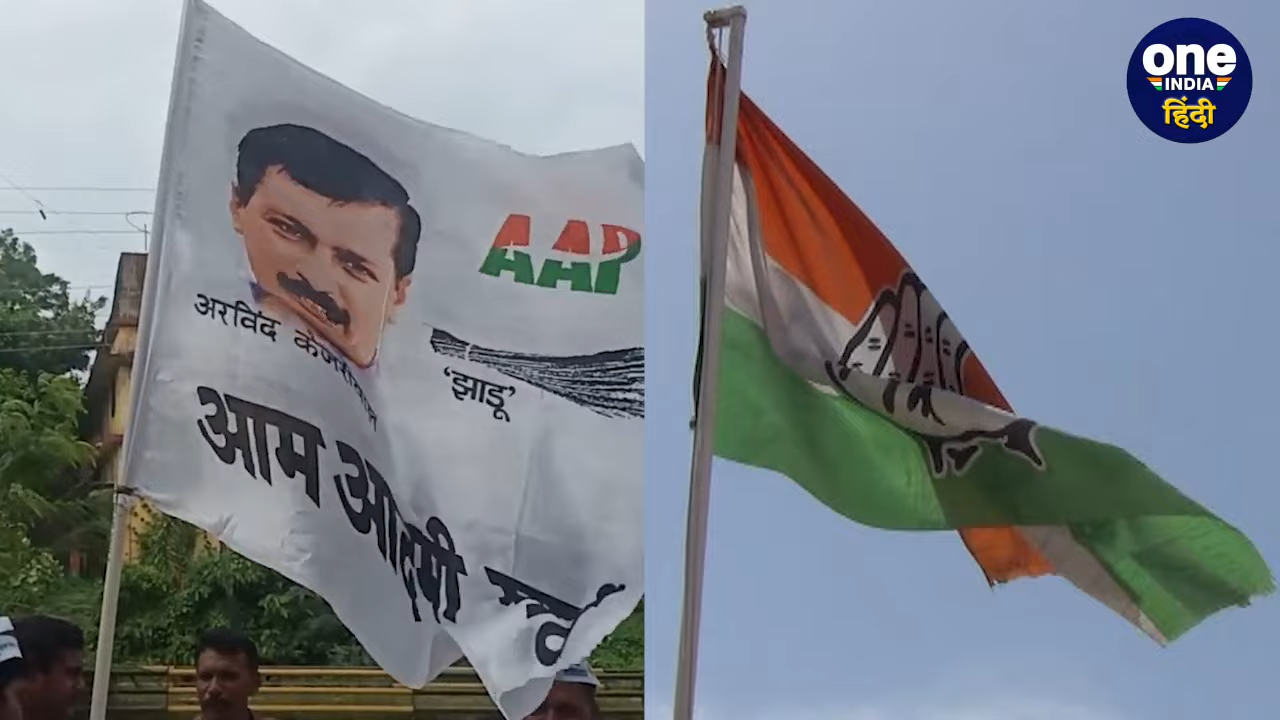 one
INDIA
हिंदी
AAP
अरविंद केजरीवाल
'झाडू'
आम आदमी